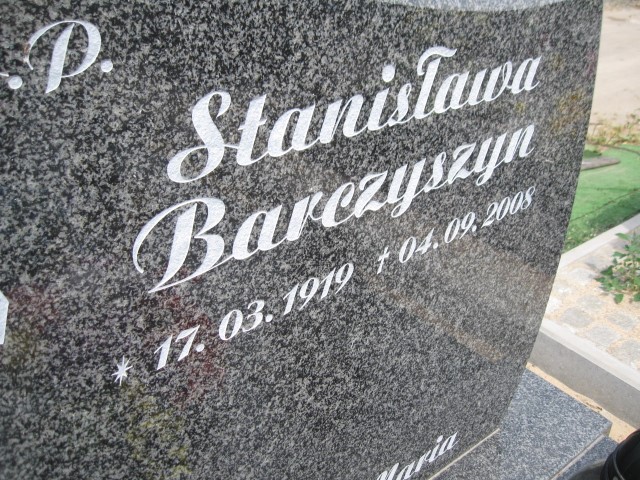 .P.
Stanisława
Barczyszyn
* 17. 03. 1919 † 04. 09. 2008
Maria